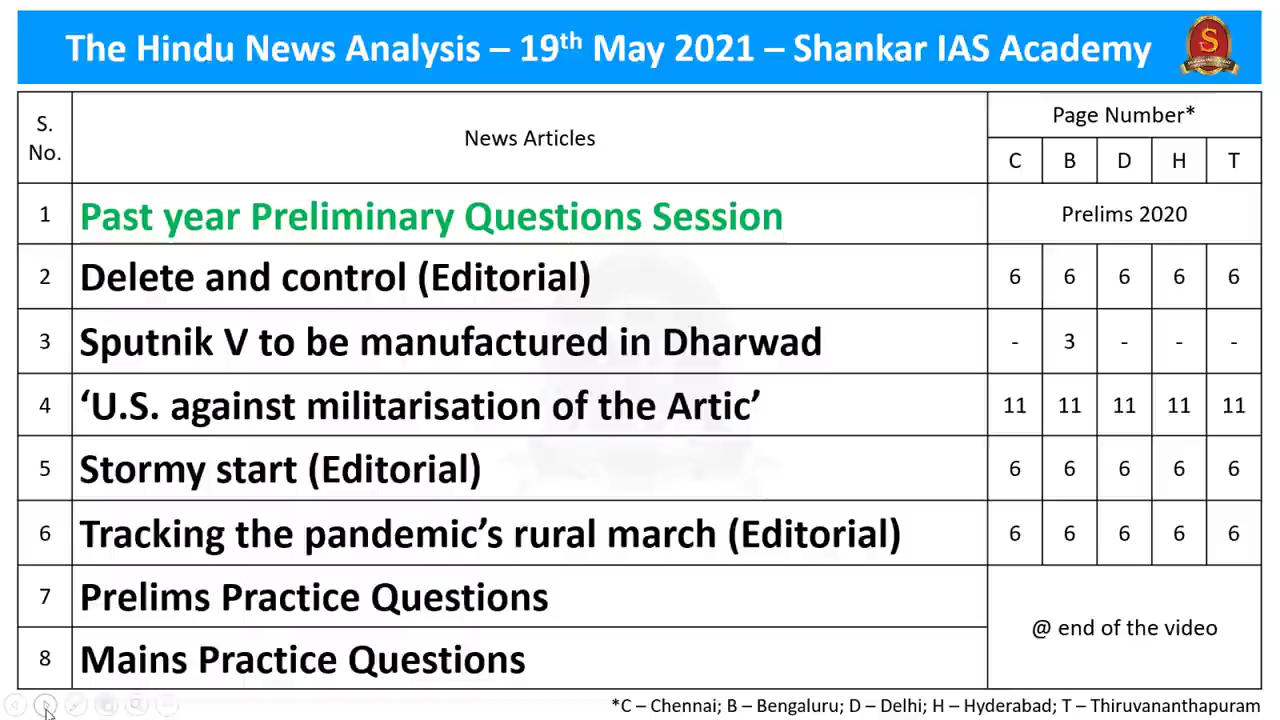 The Hindu News Analysis – 19th May 2021 – Shankar IAS Academy
S
S. No. News Articles Page Number*
C B D H T
1 Past year Preliminary Questions Session Prelims 2020
2 Delete and control (Editorial) 6 6 6 6 6
3 Sputnik V to be manufactured in Dharwad - 3 - - -
4 ‘U.S. against militarisation of the Artic’ 11 11 11 11 11
5 Stormy start (Editorial) 6 6 6 6 6
6 Tracking the pandemic’s rural march (Editorial) 6 6 6 6 6
7 Prelims Practice Questions
@ end of the video
8 Mains Practice Questions
*C – Chennai; B – Bengaluru; D – Delhi; H – Hyderabad; T – Thiruvananthapuram